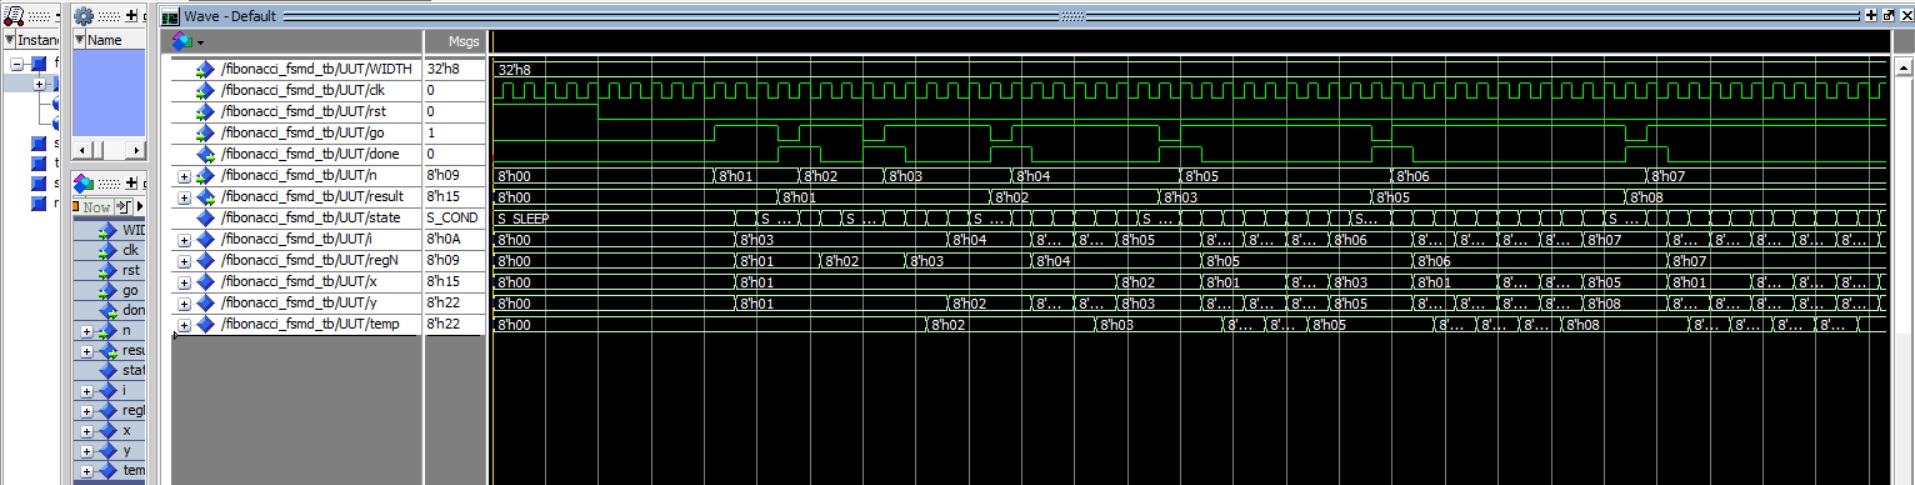 Wave - Default
Instan
Name
Msgs
/fibonacci_fsmd_tb/UUT/WIDTH 32'h8 32'h8
/fibonacci_fsmd_tb/UUT/clk 0
/fibonacci_fsmd_tb/UUT/rst 0
/fibonacci_fsmd_tb/UUT/go 1
/fibonacci_fsmd_tb/UUT/done 0
/fibonacci_fsmd_tb/UUT/n 8'h09 8'h00 8'h01 8'h02 8'h03 8'h04 8'h05 8'h06 8'h07
/fibonacci_fsmd_tb/UUT/result 8'h15 8'h00 8'h01 8'h02 8'h03 8'h05 8'h08
/fibonacci_fsmd_tb/UUT/state S_COND S_SLEEP S ... S ... S ... S ... S... S ...
/fibonacci_fsmd_tb/UUT/i 8'h0A 8'h00 8'h03 8'h04 8'... 8'... 8'h05 8'... 8'... 8'... 8'h06 8'... 8'... 8'... 8'... 8'h07 8'... 8'... 8'... 8'... 8'...
/fibonacci_fsmd_tb/UUT/regN 8'h09 8'h00 8'h01 8'h02 8'h03 8'h04 8'h05 8'h06 8'h07
/fibonacci_fsmd_tb/UUT/x 8'h15 8'h00 8'h01 8'h02 8'h01 8'... 8'h03 8'h01 8'... 8'... 8'h05 8'h01 8'... 8'... 8'...
/fibonacci_fsmd_tb/UUT/y 8'h22 8'h00 8'h01 8'h02 8'... 8'... 8'h03 8'... 8'... 8'... 8'h05 8'... 8'... 8'... 8'... 8'h08 8'... 8'... 8'... 8'... 8'...
/fibonacci_fsmd_tb/UUT/temp 8'h22 8'h00 8'h02 8'h03 8'... 8'... 8'h05 8'... 8'... 8'... 8'h08 8'... 8'... 8'... 8'...
Now
WID
clk
rst
go
don
n
resu
stat
i
regI
x
y
tem